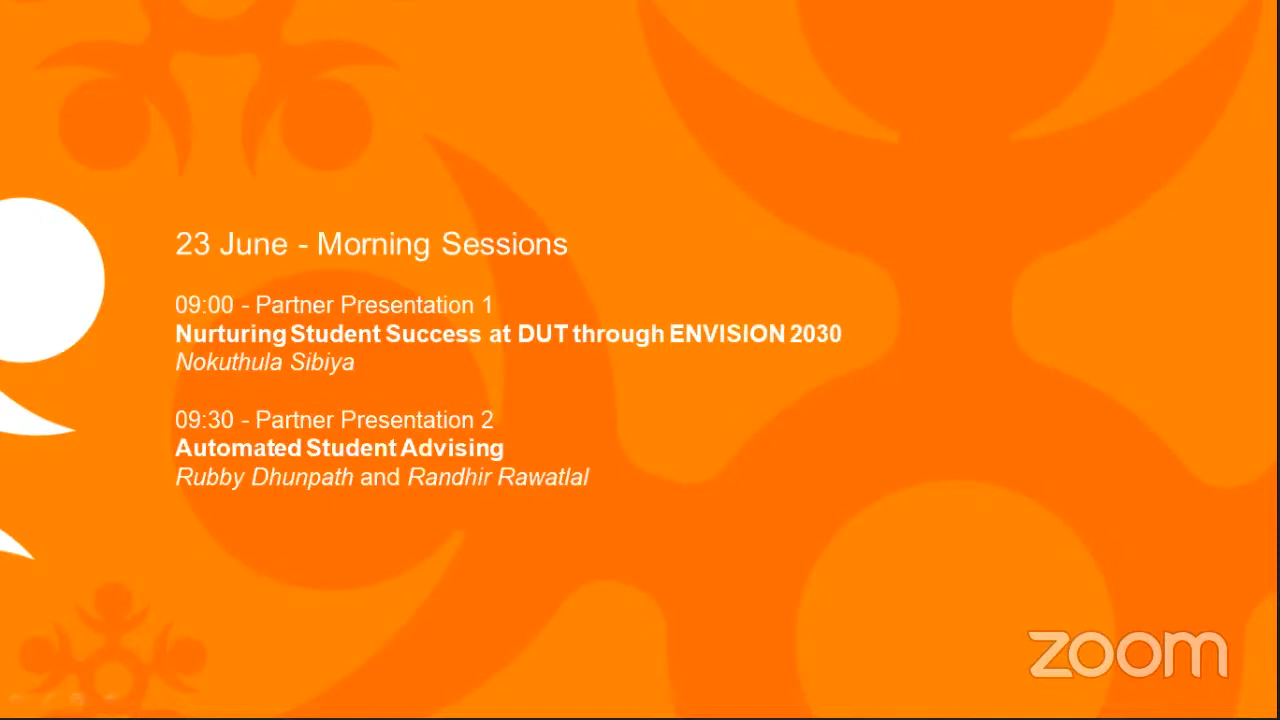 23 June - Morning Sessions
09:00 - Partner Presentation 1
Nurturing Student Success at DUT through ENVISION 2030
Nokuthula Sibiya
09:30 - Partner Presentation 2
Automated Student Advising
Rubby Dhunpath and Randhir Rawatlal
zoom